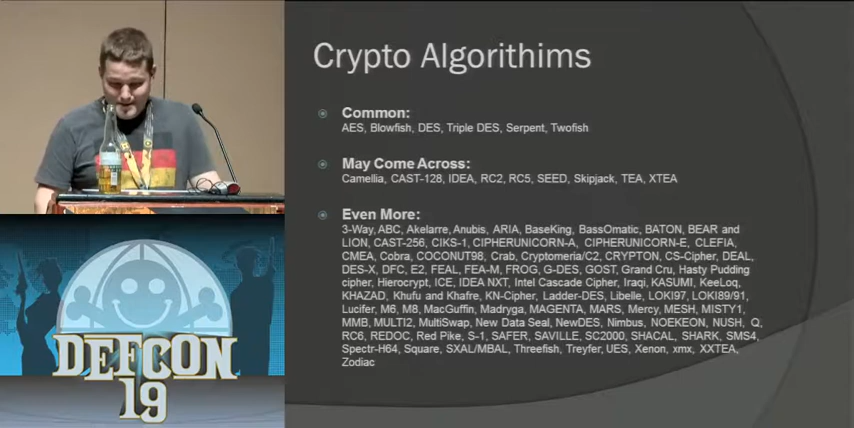 Crypto Algorithims
Common:
AES, Blowfish, DES, Triple DES, Serpent, Twofish
May Come Across:
Camellia, CAST-128, IDEA, RC2, RC5, SEED, Skipjack, TEA, XTEA
Even More:
3-Way, ABC, Akelarre, Anubis, ARIA, BaseKing, BassOmatic, BATON, BEAR and
LION, CAST-256, CIKS-1, CIPHERUNICORN-A, CIPHERUNICORN-E, CLEFIA,
CMEA, Cobra, COCONUT98, Crab, Cryptomeria/C2, CRYPTON, CS-Cipher, DEAL,
DES-X, DFC, E2, FEAL, FEA-M, FROG, G-DES, GOST, Grand Cru, Hasty Pudding
cipher, Hierocrypt, ICE, IDEA NXT, Intel Cascade Cipher, Iraqi, KASUMI, KeeLoq,
KHAZAD, Khufu and Khafre, KN-Cipher, Ladder-DES, Libelle, LOKI97, LOKI89/91,
Lucifer, M6, M8, MacGuffin, Madryga, MAGENTA, MARS, Mercy, MESH, MISTY1,
MMB, MULTI2, MultiSwap, New Data Seal, NewDES, Nimbus, NOEKEON, NUSH, Q,
RC6, REDOC, Red Pike, S-1, SAFER, SAVILLE, SC2000, SHACAL, SHARK, SMS4,
Spectr-H64, Square, SXAL/MBAL, Threefish, Treyfer, UES, Xenon, xmx, XXTEA,
Zodiac
DEFCON
19